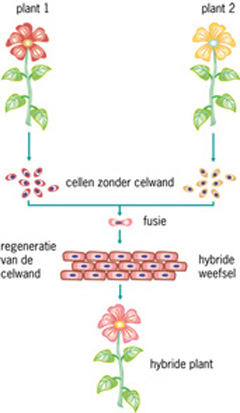 plant 1
plant 2
cellen zonder celwand
fusie
regeneratie
van de
celwand
hybride
weefsel
hybride plant